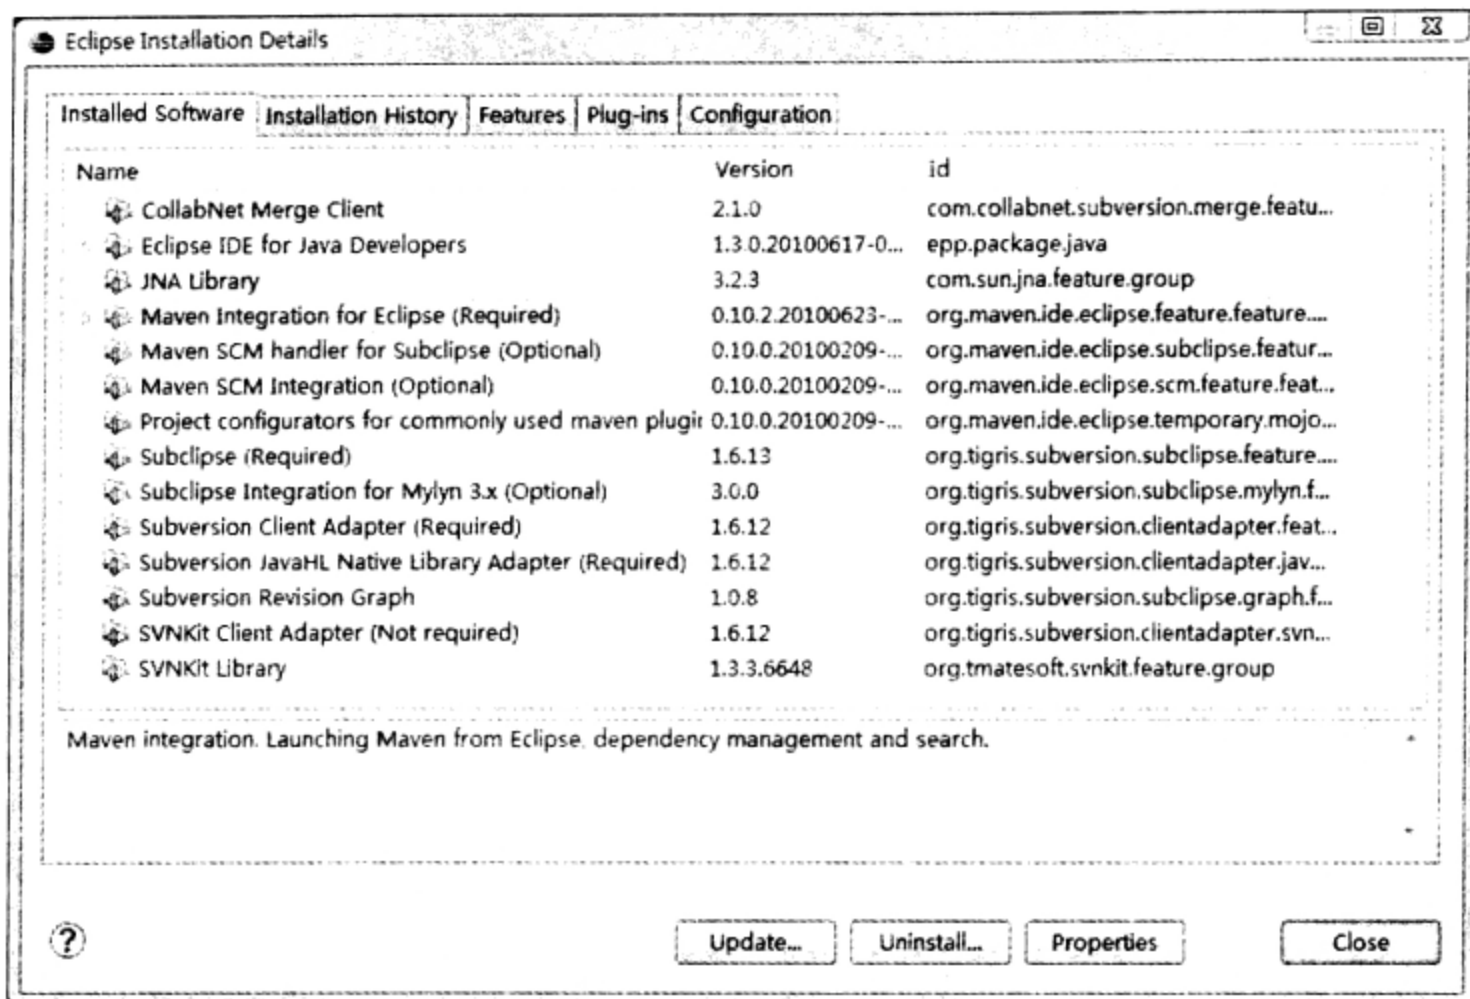 Eclipse Installation Details
Installed Software Installation History Features Plug-ins Configuration
Name Version id
CollabNet Merge Client 2.1.0 com.collabnet.subversion.merge.featu...
Eclipse IDE for Java Developers 1.3.0.20100617-0... epp.package.java
JNA Library 3.2.3 com.sun.jna.feature.group
Maven Integration for Eclipse (Required) 0.10.2.20100623-... org.maven.ide.eclipse.feature.feature....
Maven SCM handler for Subclipse (Optional) 0.10.0.20100209-... org.maven.ide.eclipse.subclipse.featur...
Maven SCM Integration (Optional) 0.10.0.20100209-... org.maven.ide.eclipse.scm.feature.feat...
Project configurators for commonly used maven plugin 0.10.0.20100209-... org.maven.ide.eclipse.temporary.mojo...
Subclipse (Required) 1.6.13 org.tigris.subversion.subclipse.feature....
Subclipse Integration for Mylyn 3.x (Optional) 3.0.0 org.tigris.subversion.subclipse.mylyn.f...
Subversion Client Adapter (Required) 1.6.12 org.tigris.subversion.clientadapter.feat...
Subversion JavaHL Native Library Adapter (Required) 1.6.12 org.tigris.subversion.clientadapter.jav...
Subversion Revision Graph 1.0.8 org.tigris.subversion.subclipse.graph.f...
SVNKit Client Adapter (Not required) 1.6.12 org.tigris.subversion.clientadapter.svn...
SVNKit Library 1.3.3.6648 org.tmatesoft.svnkit.feature.group
Maven integration. Launching Maven from Eclipse, dependency management and search.
? Update... Uninstall... Properties Close